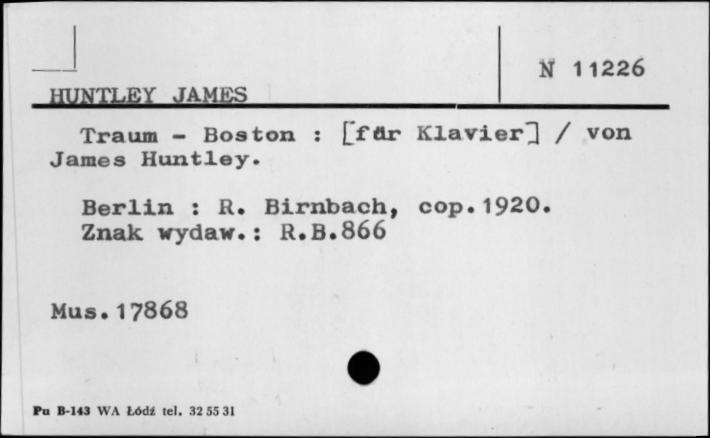 N 11226
HUNTLEY JAMES
Traum - Boston : [für Klavier] / von
James Huntley.
Berlin : R. Birnbach, cop.1920.
Znak wydaw.: R.B.866
Mus.17868
Pu B-143 WA Łódź tel. 32 55 31